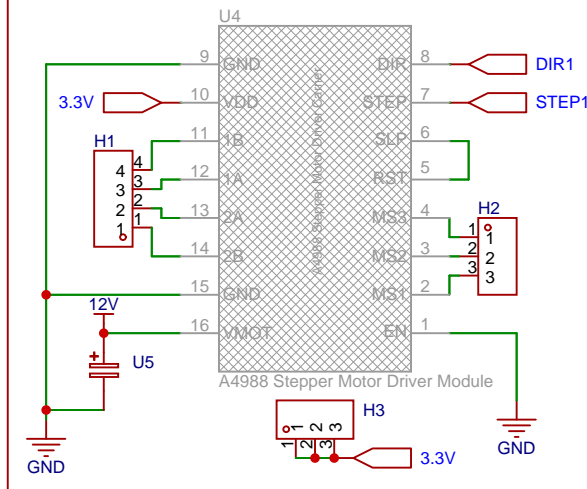 U4
9 GND DIR 8 DIR1
3.3V 10 VDD STEP 7 STEP1
H1 11 1B SLP 6
4 4
3 3 12 1A RST 5
2 2 13 2A MS3 4 H2
1 1 14 2B MS2 3 1 1
2 2
3 3
15 GND MS1 2
12V 16 VMOT EN 1
A4988 Stepper Motor Driver Carrier
+ U5
A4988 Stepper Motor Driver Module
H3
1 2 3
1 2 3 3.3V
GND
GND